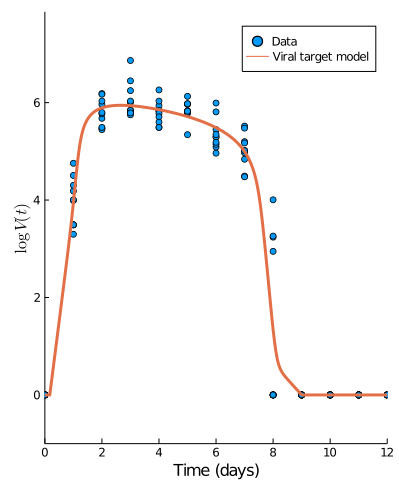 Data
Viral target model
6
4
2
0
log V(t)
0 2 4 6 8 10 12
Time (days)